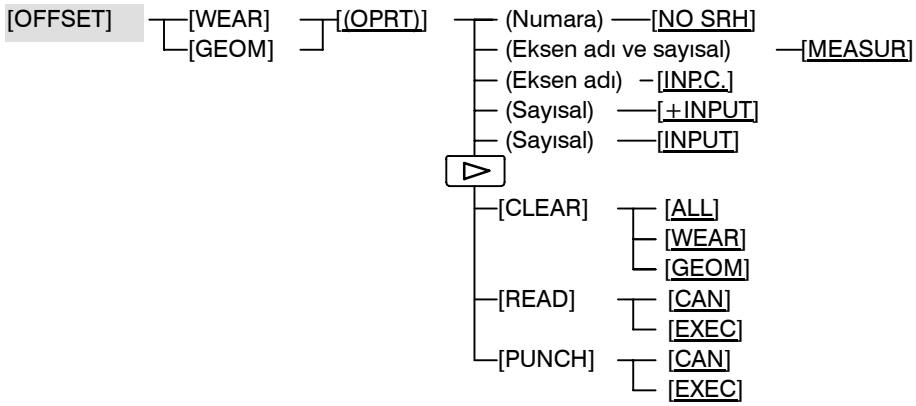 [OFFSET] [WEAR] [(OPRT)] (Numara) [NO SRH]
[GEOM] (Eksen adı ve sayısal) [MEASUR]
(Eksen adı) [INP.C.]
(Sayısal) [+INPUT]
(Sayısal) [INPUT]
[CLEAR] [ALL]
[WEAR]
[GEOM]
[READ] [CAN]
[EXEC]
[PUNCH] [CAN]
[EXEC]